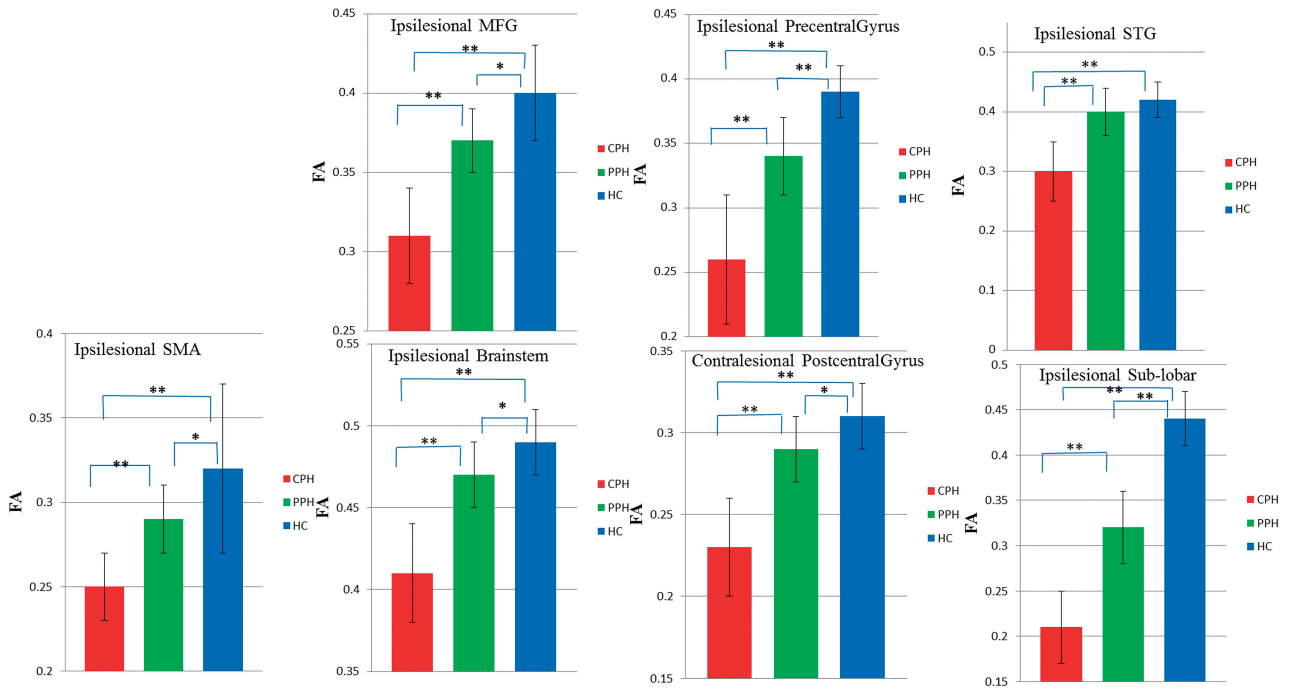 Ipsilesional MFG
0.45
0.4
0.35
0.3
0.25
FA
**
**
*
CPH
PPH
HC
Ipsilesional PrecentralGyrus
0.45
0.4
0.35
0.3
0.25
0.2
FA
**
**
**
CPH
PPH
HC
Ipsilesional STG
0.5
0.4
0.3
0.2
0.1
0
FA
**
**
CPH
PPH
HC
Ipsilesional SMA
0.4
0.35
0.3
0.25
0.2
FA
**
**
*
CPH
PPH
HC
Ipsilesional Brainstem
0.55
0.5
0.45
0.4
0.35
FA
**
**
*
CPH
PPH
HC
Contralesional PostcentralGyrus
0.35
0.3
0.25
0.2
0.15
FA
**
**
*
CPH
PPH
HC
Ipsilesional Sub-lobar
0.5
0.45
0.4
0.35
0.3
0.25
0.2
0.15
FA
**
**
**
CPH
PPH
HC